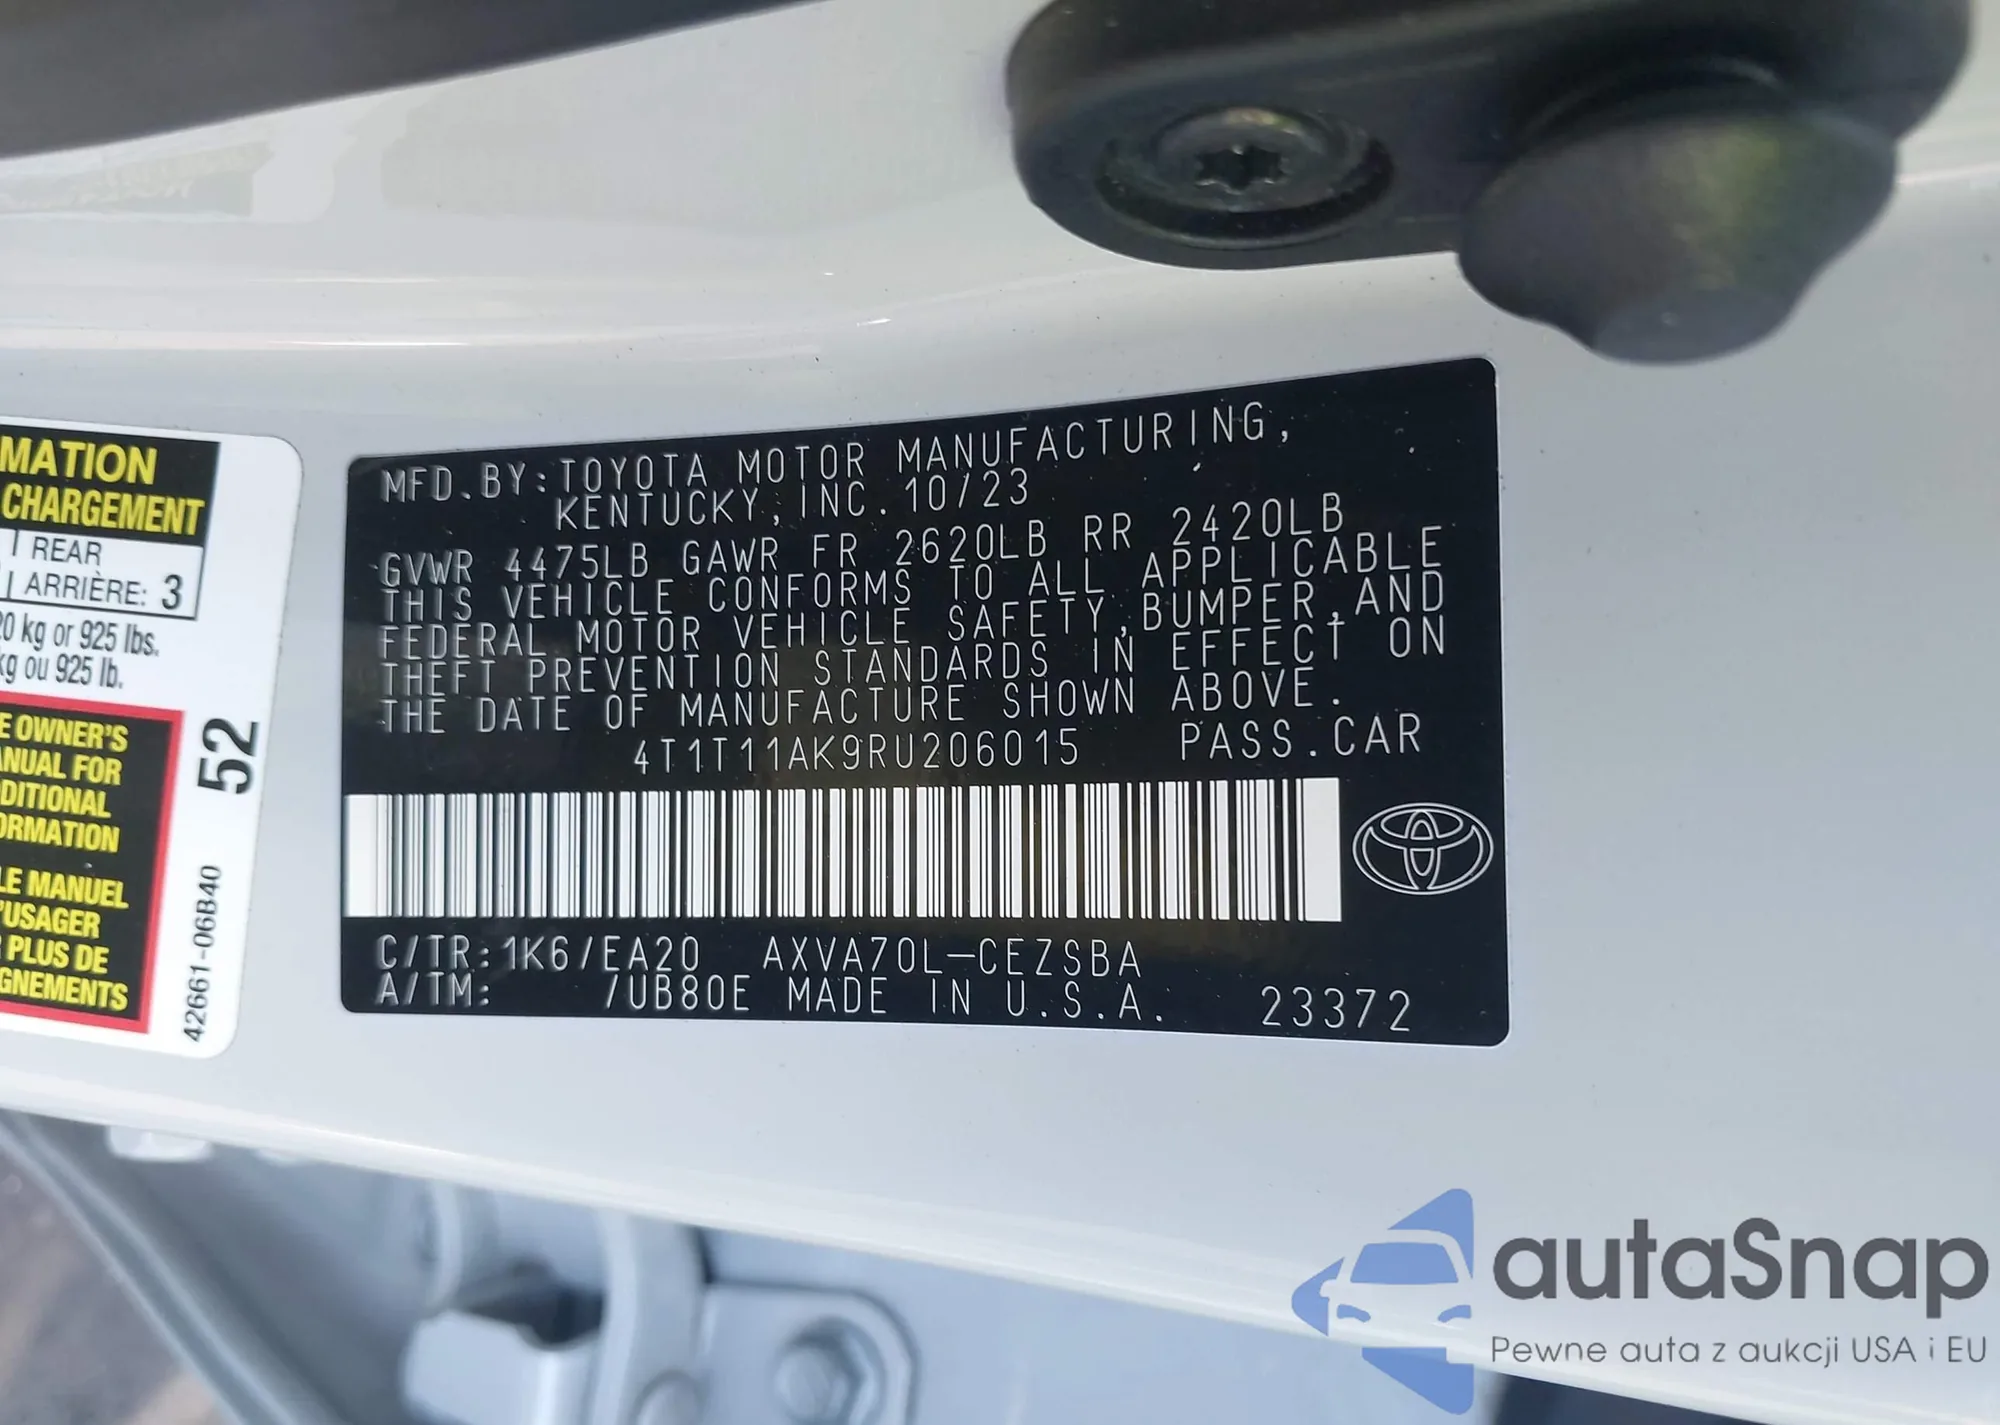 MATION
CHARGEMENT
REAR
ARRIÈRE: 3
20 kg or 925 lbs.
kg ou 925 lb.
E OWNER'S
ANUAL FOR
DITIONAL
ORMATION
LE MANUEL
'USAGER
PLUS DE
GNEMENTS
52
42661-06B40
MFD.BY:TOYOTA MOTOR MANUFACTURING,
KENTUCKY,INC. 10/23
GVWR 4475LB GAWR FR 2620LB RR 2420LB
THIS VEHICLE CONFORMS TO ALL APPLICABLE
FEDERAL MOTOR VEHICLE SAFETY,BUMPER,AND
THEFT PREVENTION STANDARDS IN EFFECT ON
THE DATE OF MANUFACTURE SHOWN ABOVE.
4T1T11AK9RU206015 PASS.CAR
C/TR:1K6/EA20 AXVA70L-CEZSBA
A/TM: /UB80E MADE IN U.S.A. 23372
autaSnap
Pewne auta z aukcji USA i EU